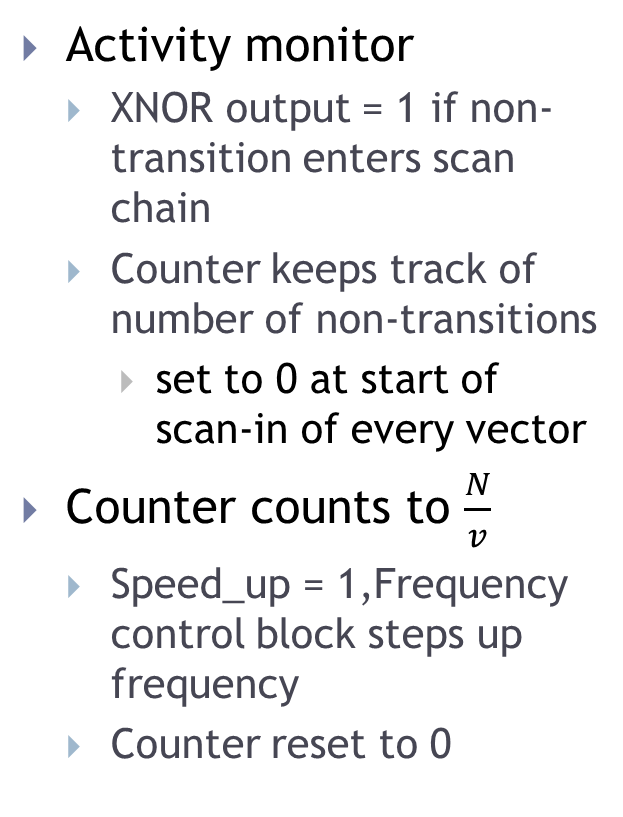 Activity monitor
XNOR output = 1 if non-
transition enters scan
chain
Counter keeps track of
number of non-transitions
set to 0 at start of
scan-in of every vector
Counter counts to N/v
Speed_up = 1,Frequency
control block steps up
frequency
Counter reset to 0